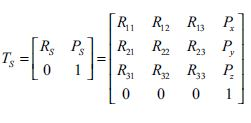 T_S = [ R_S P_S ; 0 1 ] = [ R_11 R_12 R_13 P_x ; R_21 R_22 R_23 P_y ; R_31 R_32 R_33 P_z ; 0 0 0 1 ]